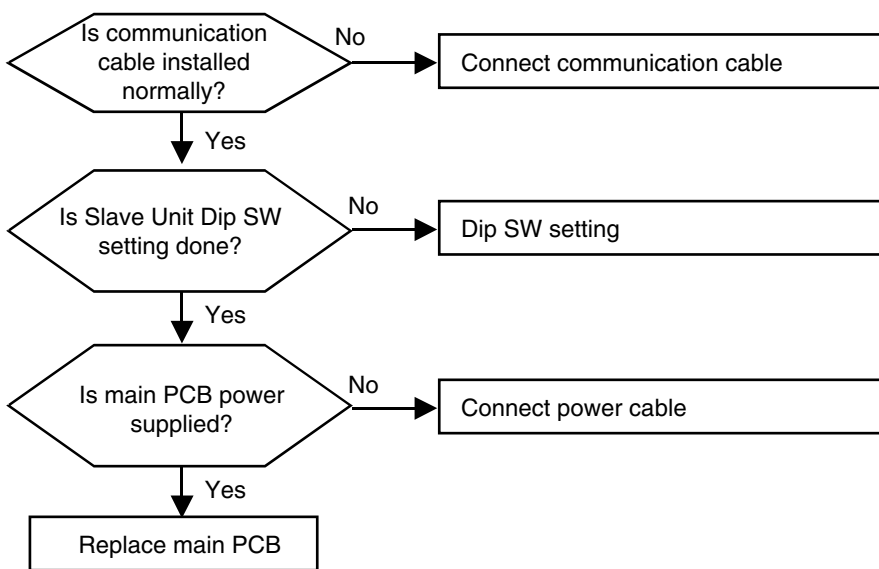 Is communication
cable installed
normally?
No
Connect communication cable
Yes
Is Slave Unit Dip SW
setting done?
No
Dip SW setting
Yes
Is main PCB power
supplied?
No
Connect power cable
Yes
Replace main PCB